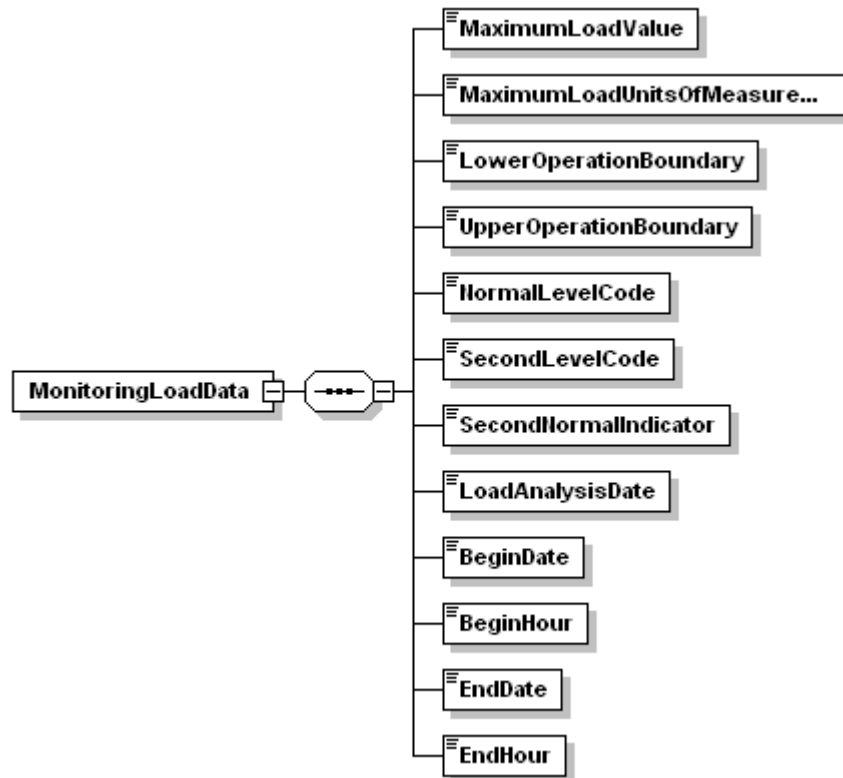 MaximumLoadValue
MaximumLoadUnitsOfMeasure...
LowerOperationBoundary
UpperOperationBoundary
NormalLevelCode
SecondLevelCode
MonitoringLoadData
SecondNormalIndicator
LoadAnalysisDate
BeginDate
BeginHour
EndDate
EndHour